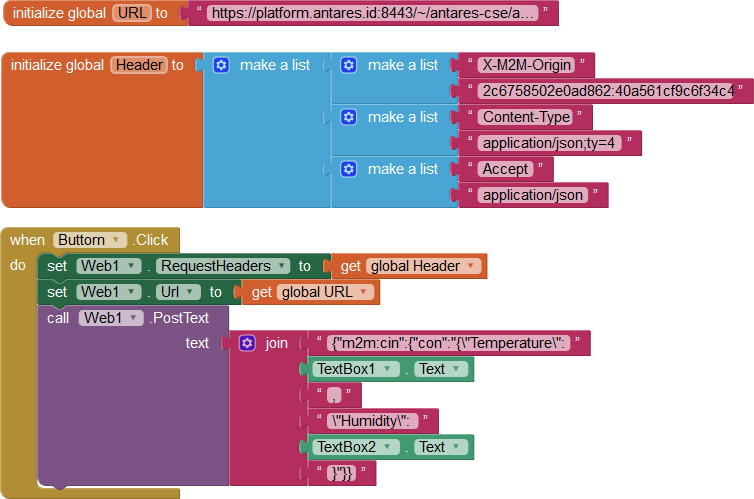 initialize global URL to " https://platform.antares.id:8443/~/antares-cse/a... "
initialize global Header to make a list make a list " X-M2M-Origin "
" 2c6758502e0ad862:40a561cf9c6f34c4
make a list " Content-Type "
" application/json;ty=4 "
make a list " Accept "
" application/json "
when Buttorn .Click
do set Web1 . RequestHeaders to get global Header
set Web1 . Url to get global URL
call Web1 .PostText
text join " {"m2m:cin":{"con":"{\"Temperature\": "
TextBox1 . Text
" , "
" \"Humidity\": "
TextBox2 . Text
" }"}} "